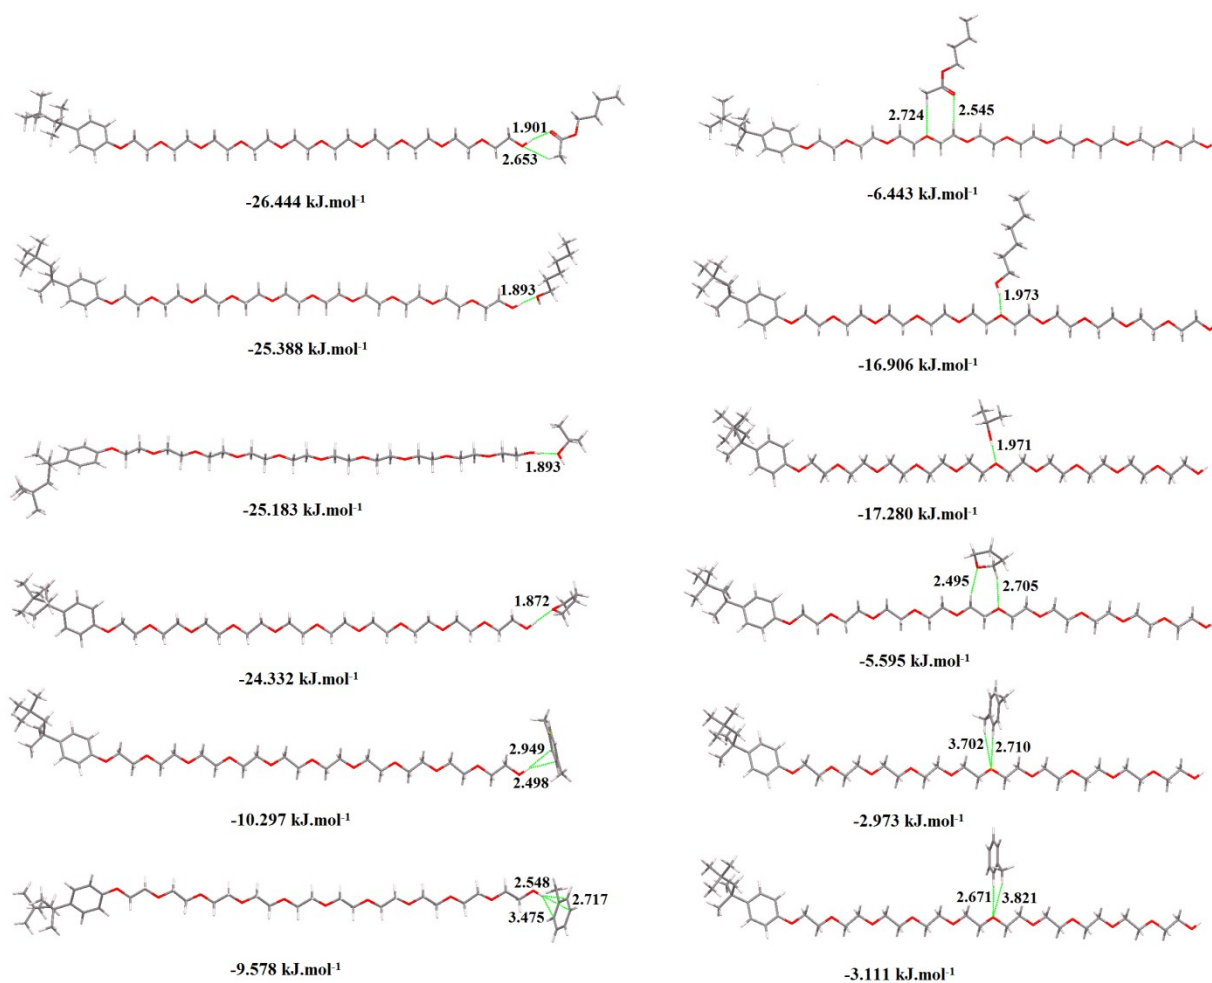 1.901
2.653
-26.444 kJ.mol⁻¹
2.724
2.545
-6.443 kJ.mol⁻¹
1.893
-25.388 kJ.mol⁻¹
1.973
-16.906 kJ.mol⁻¹
1.893
-25.183 kJ.mol⁻¹
1.971
-17.280 kJ.mol⁻¹
1.872
-24.332 kJ.mol⁻¹
2.495
2.705
-5.595 kJ.mol⁻¹
2.949
2.498
-10.297 kJ.mol⁻¹
3.702
2.710
-2.973 kJ.mol⁻¹
2.548
2.717
3.475
-9.578 kJ.mol⁻¹
2.671
3.821
-3.111 kJ.mol⁻¹